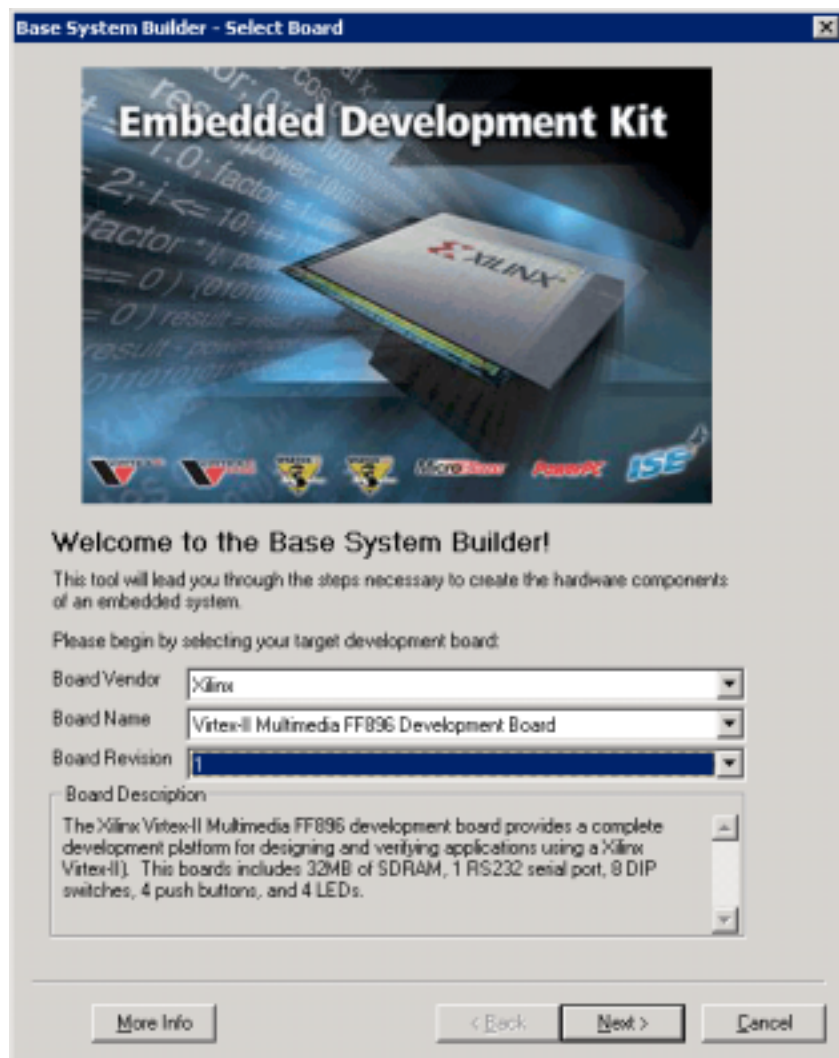 Base System Builder - Select Board
Embedded Development Kit
XILINX
MicroBlaze
PowerPC
ISE
Welcome to the Base System Builder!
This tool will lead you through the steps necessary to create the hardware components
of an embedded system.
Please begin by selecting your target development board:
Board Vendor Xilinx
Board Name Virtex-II Multimedia FF896 Development Board
Board Revision 1
Board Description
The Xilinx Virtex-II Multimedia FF896 development board provides a complete
development platform for designing and verifying applications using a Xilinx
Virtex-II). This boards includes 32MB of SDRAM, 1 RS232 serial port, 8 DIP
switches, 4 push buttons, and 4 LEDs.
More Info
< Back
Next >
Cancel